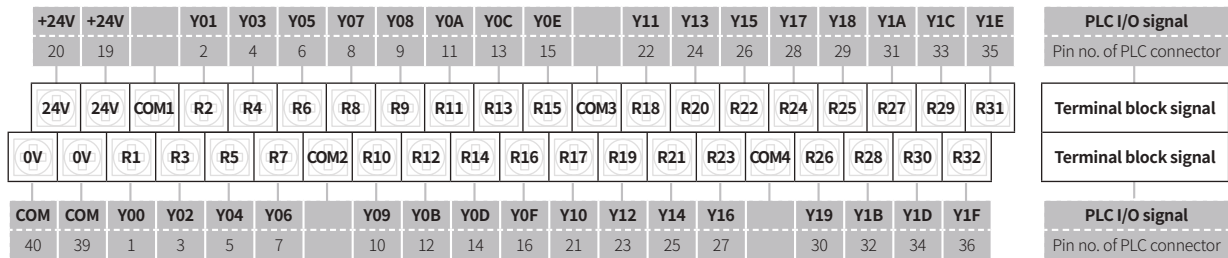 +24V +24V Y01 Y03 Y05 Y07 Y08 Y0A Y0C Y0E Y11 Y13 Y15 Y17 Y18 Y1A Y1C Y1E PLC I/O signal
20 19 2 4 6 8 9 11 13 15 22 24 26 28 29 31 33 35 Pin no. of PLC connector
24V 24V COM1 R2 R4 R6 R8 R9 R11 R13 R15 COM3 R18 R20 R22 R24 R25 R27 R29 R31 Terminal block signal
0V 0V R1 R3 R5 R7 COM2 R10 R12 R14 R16 R17 R19 R21 R23 COM4 R26 R28 R30 R32 Terminal block signal
COM COM Y00 Y02 Y04 Y06 Y09 Y0B Y0D Y0F Y10 Y12 Y14 Y16 Y19 Y1B Y1D Y1F PLC I/O signal
40 39 1 3 5 7 10 12 14 16 21 23 25 27 30 32 34 36 Pin no. of PLC connector